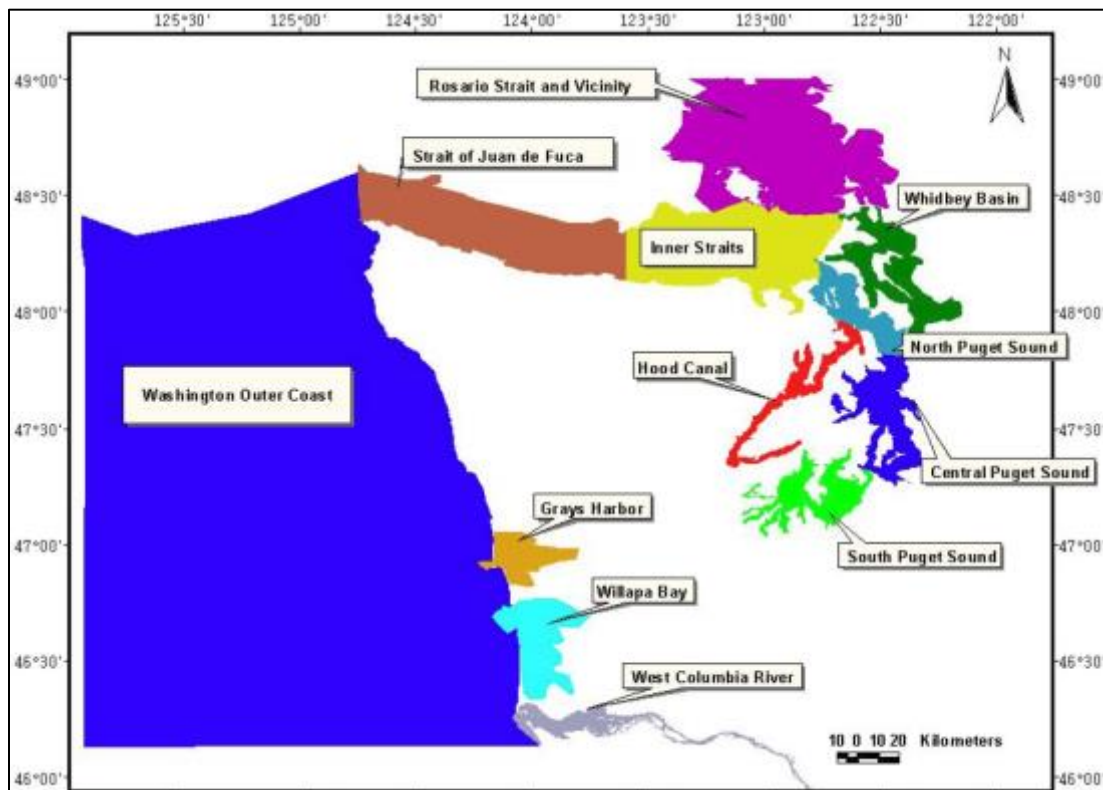 125°30' 125°00' 124°30' 124°00' 123°30' 123°00' 122°30' 122°00'
N
49°00' 49°00'
Rosario Strait and Vicinity
Strait of Juan de Fuca
48°30' 48°30'
Whidbey Basin
Inner Straits
48°00' 48°00'
North Puget Sound
Hood Canal
Washington Outer Coast
47°30' 47°30'
Central Puget Sound
Grays Harbor
47°00' 47°00'
South Puget Sound
Willapa Bay
46°30' 46°30'
West Columbia River
10 0 10 20 Kilometers
46°00' 46°00'